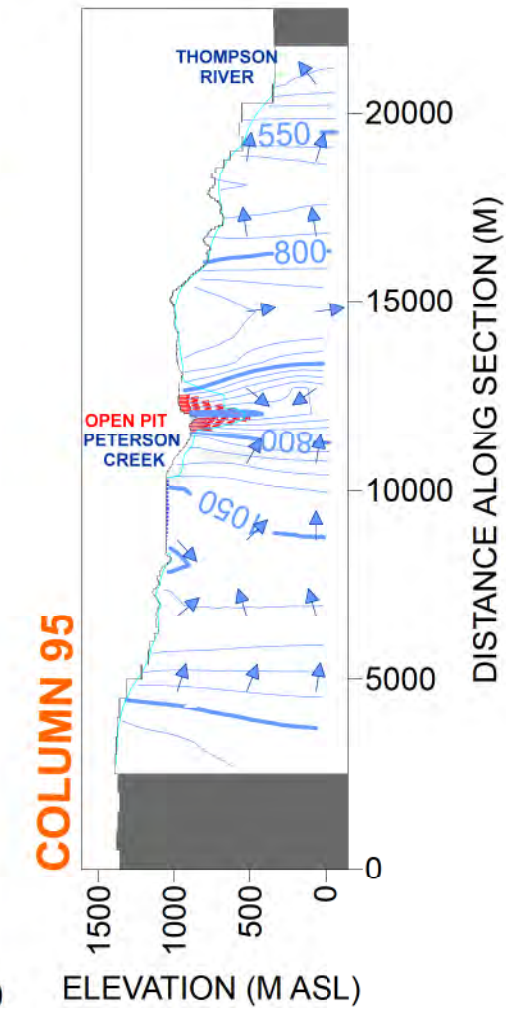 THOMPSON
RIVER
20000
550
800
15000
OPEN PIT
PETERSON
CREEK
800
10000
1050
5000
0
DISTANCE ALONG SECTION (M)
COLUMN 95
1500
1000
500
0
)
ELEVATION (M ASL)